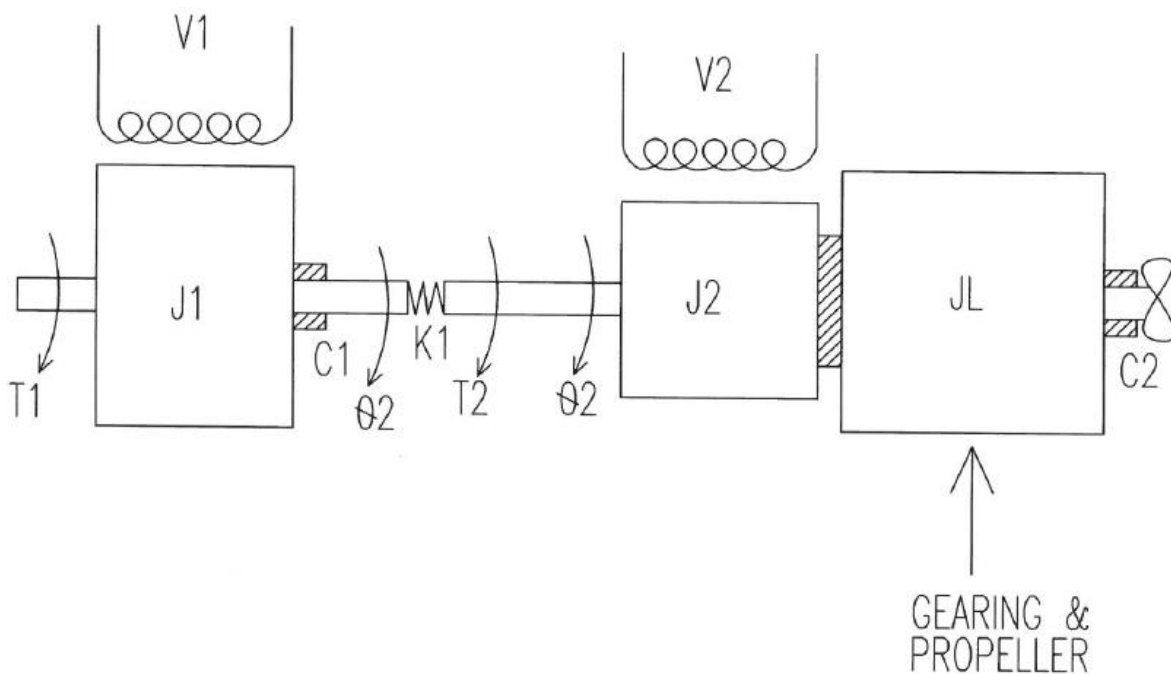 V1
V2
J1
J2
JL
T1
C1
θ2
K1
T2
θ2
C2
GEARING &
PROPELLER